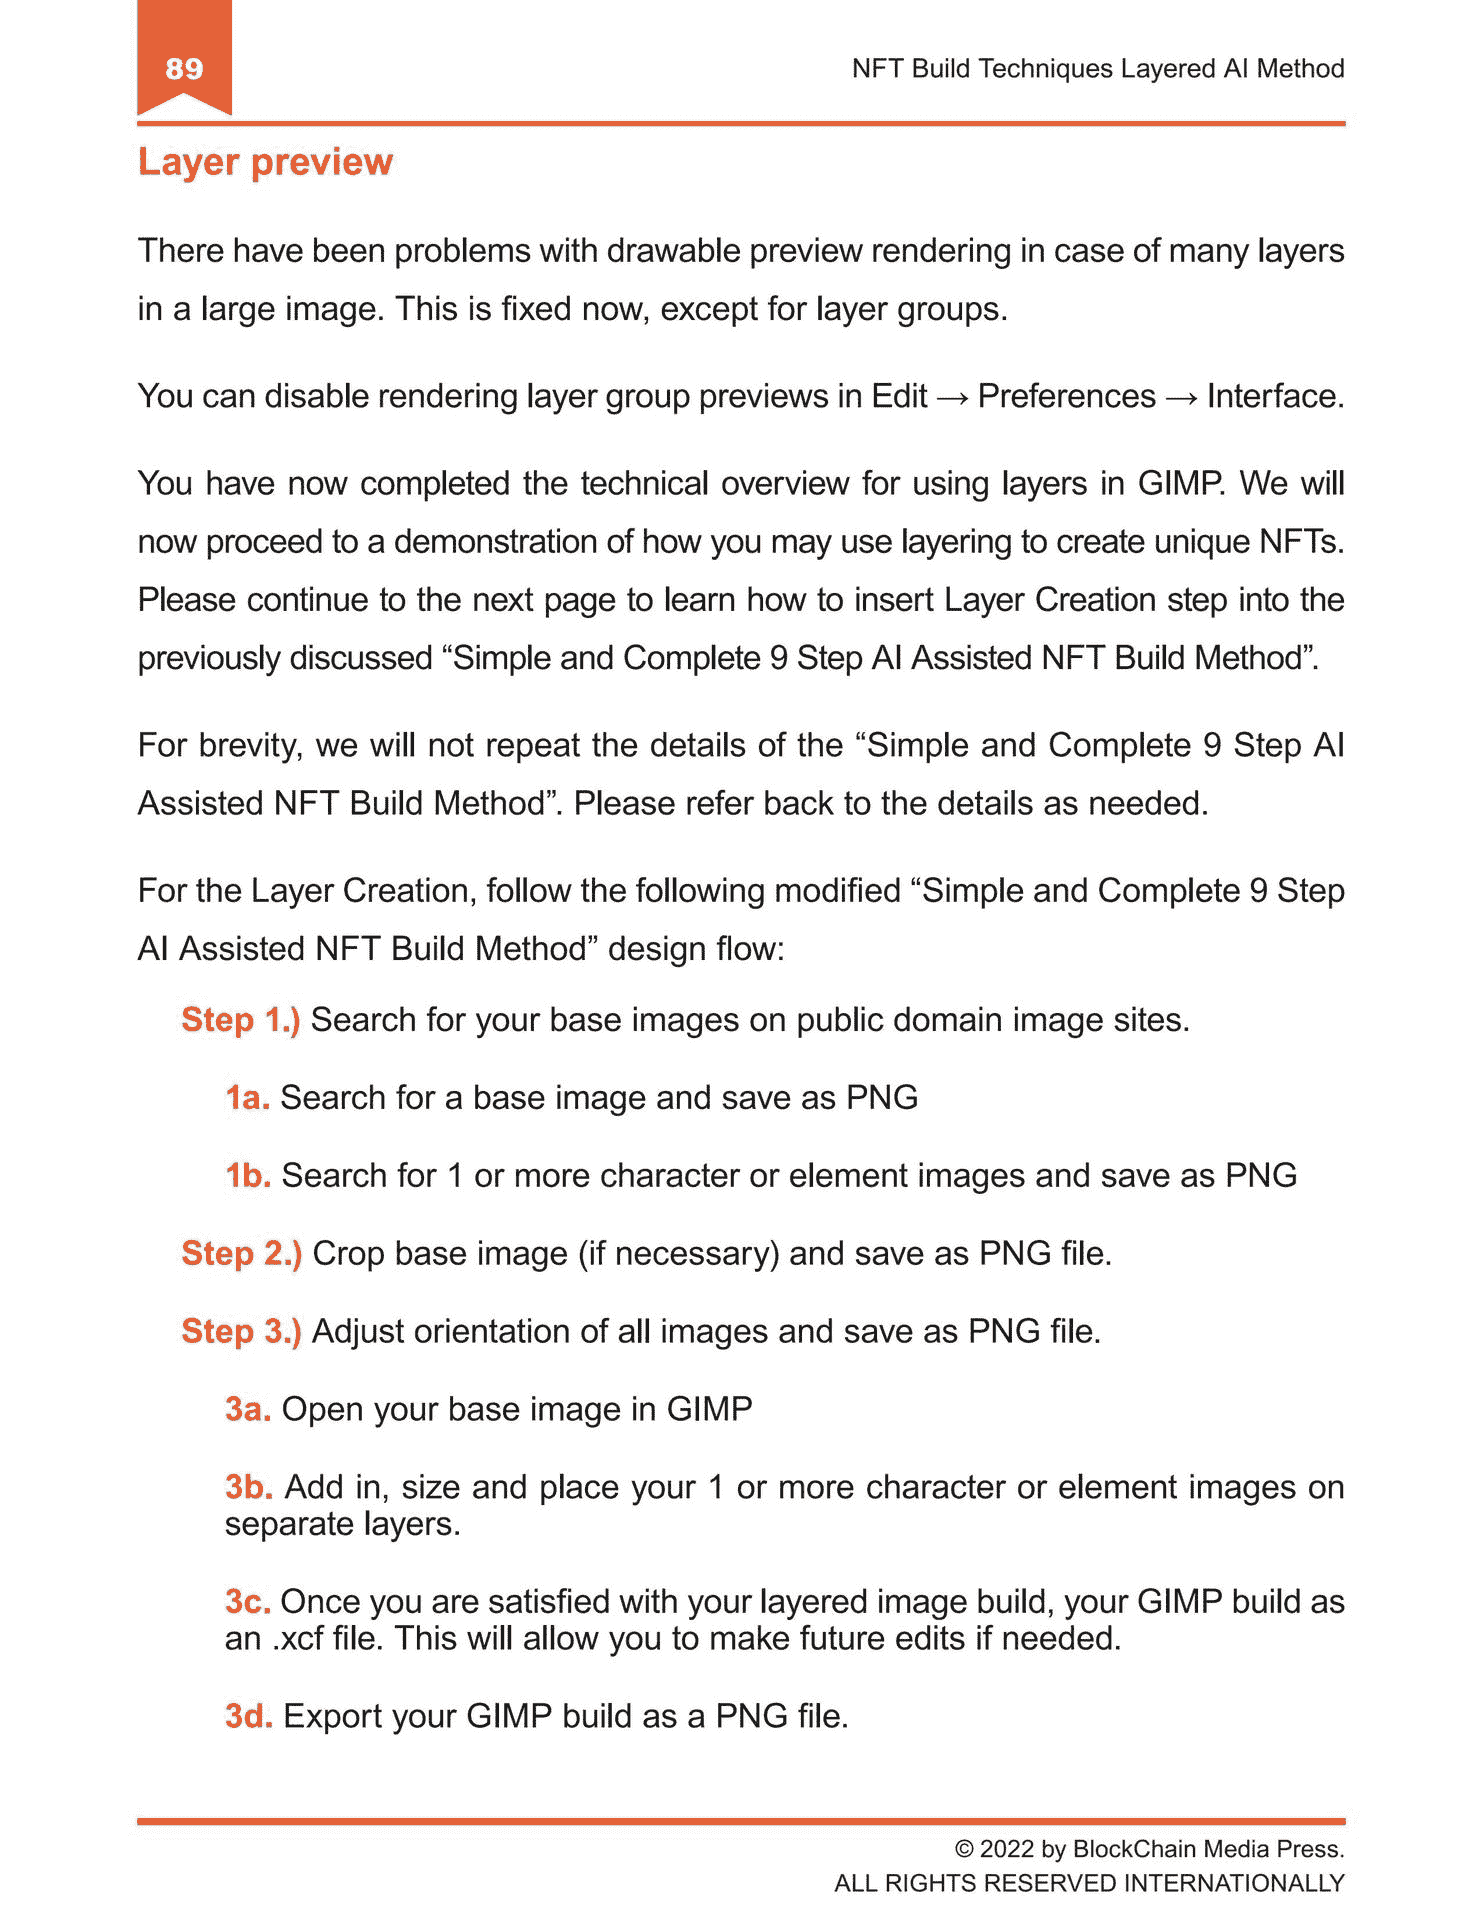 89
NFT Build Techniques Layered AI Method
Layer preview
There have been problems with drawable preview rendering in case of many layers
in a large image. This is fixed now, except for layer groups.
You can disable rendering layer group previews in Edit → Preferences → Interface.
You have now completed the technical overview for using layers in GIMP. We will
now proceed to a demonstration of how you may use layering to create unique NFTs.
Please continue to the next page to learn how to insert Layer Creation step into the
previously discussed “Simple and Complete 9 Step AI Assisted NFT Build Method”.
For brevity, we will not repeat the details of the “Simple and Complete 9 Step AI
Assisted NFT Build Method”. Please refer back to the details as needed.
For the Layer Creation, follow the following modified “Simple and Complete 9 Step
AI Assisted NFT Build Method” design flow:
Step 1.) Search for your base images on public domain image sites.
1a. Search for a base image and save as PNG
1b. Search for 1 or more character or element images and save as PNG
Step 2.) Crop base image (if necessary) and save as PNG file.
Step 3.) Adjust orientation of all images and save as PNG file.
3a. Open your base image in GIMP
3b. Add in, size and place your 1 or more character or element images on
separate layers.
3c. Once you are satisfied with your layered image build, your GIMP build as
an .xcf file. This will allow you to make future edits if needed.
3d. Export your GIMP build as a PNG file.
© 2022 by BlockChain Media Press.
ALL RIGHTS RESERVED INTERNATIONALLY